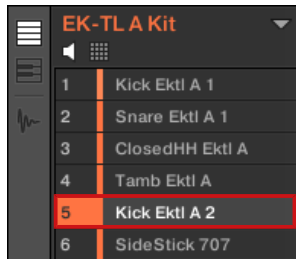 EK-TL A Kit
1 Kick Ektl A 1
2 Snare Ektl A 1
3 ClosedHH Ektl A
4 Tamb Ektl A
5 Kick Ektl A 2
6 SideStick 707